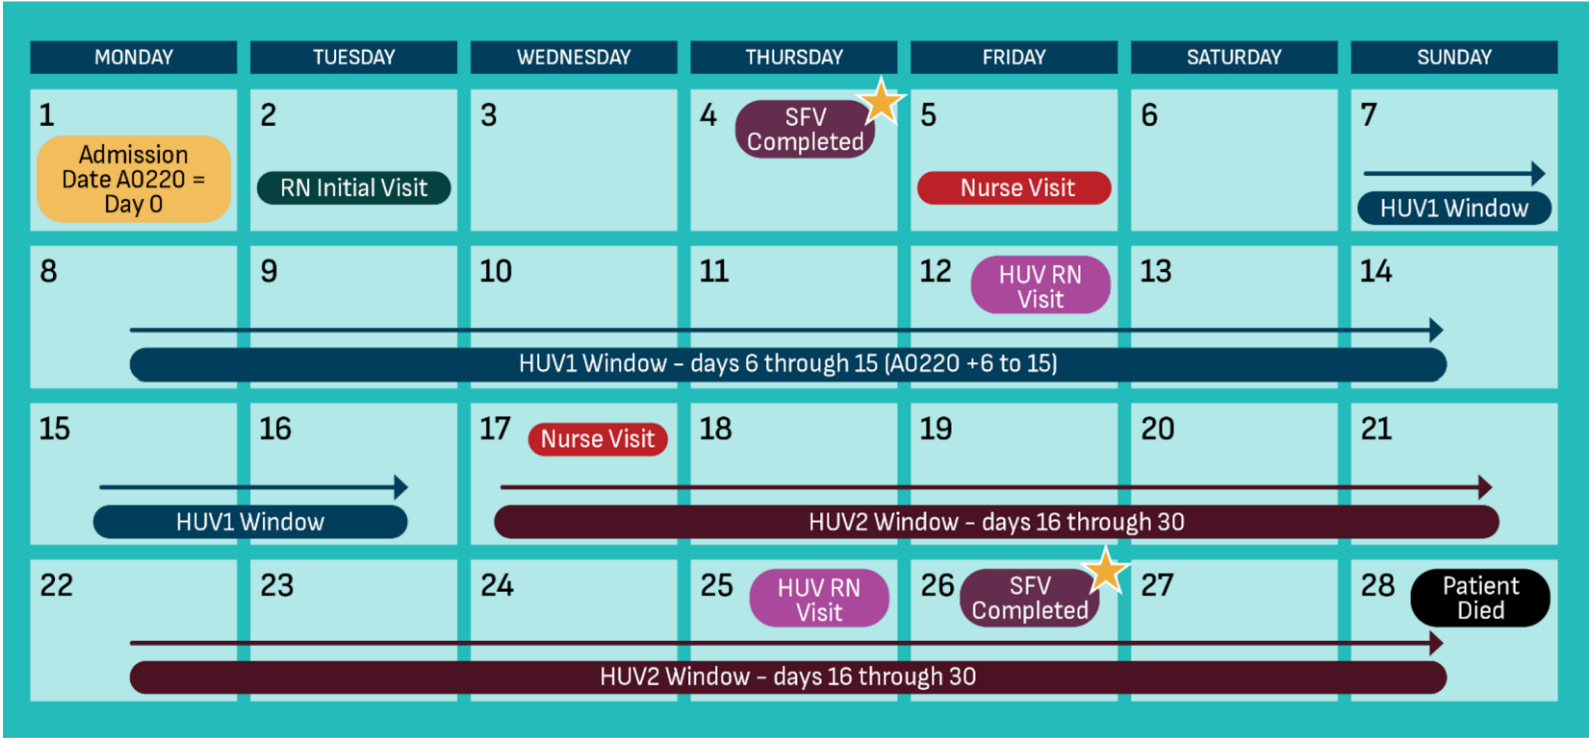 MONDAY
TUESDAY
WEDNESDAY
THURSDAY
FRIDAY
SATURDAY
SUNDAY
1
Admission
Date A0220 =
Day 0
2
RN Initial Visit
3
4
SFV
Completed
5
Nurse Visit
6
7
HUV1 Window
8
9
10
11
12
HUV RN
Visit
13
14
HUV1 Window - days 6 through 15 (A0220 +6 to 15)
15
16
HUV1 Window
17
Nurse Visit
18
19
20
21
HUV2 Window - days 16 through 30
22
23
24
25
HUV RN
Visit
26
SFV
Completed
27
28
Patient
Died
HUV2 Window - days 16 through 30